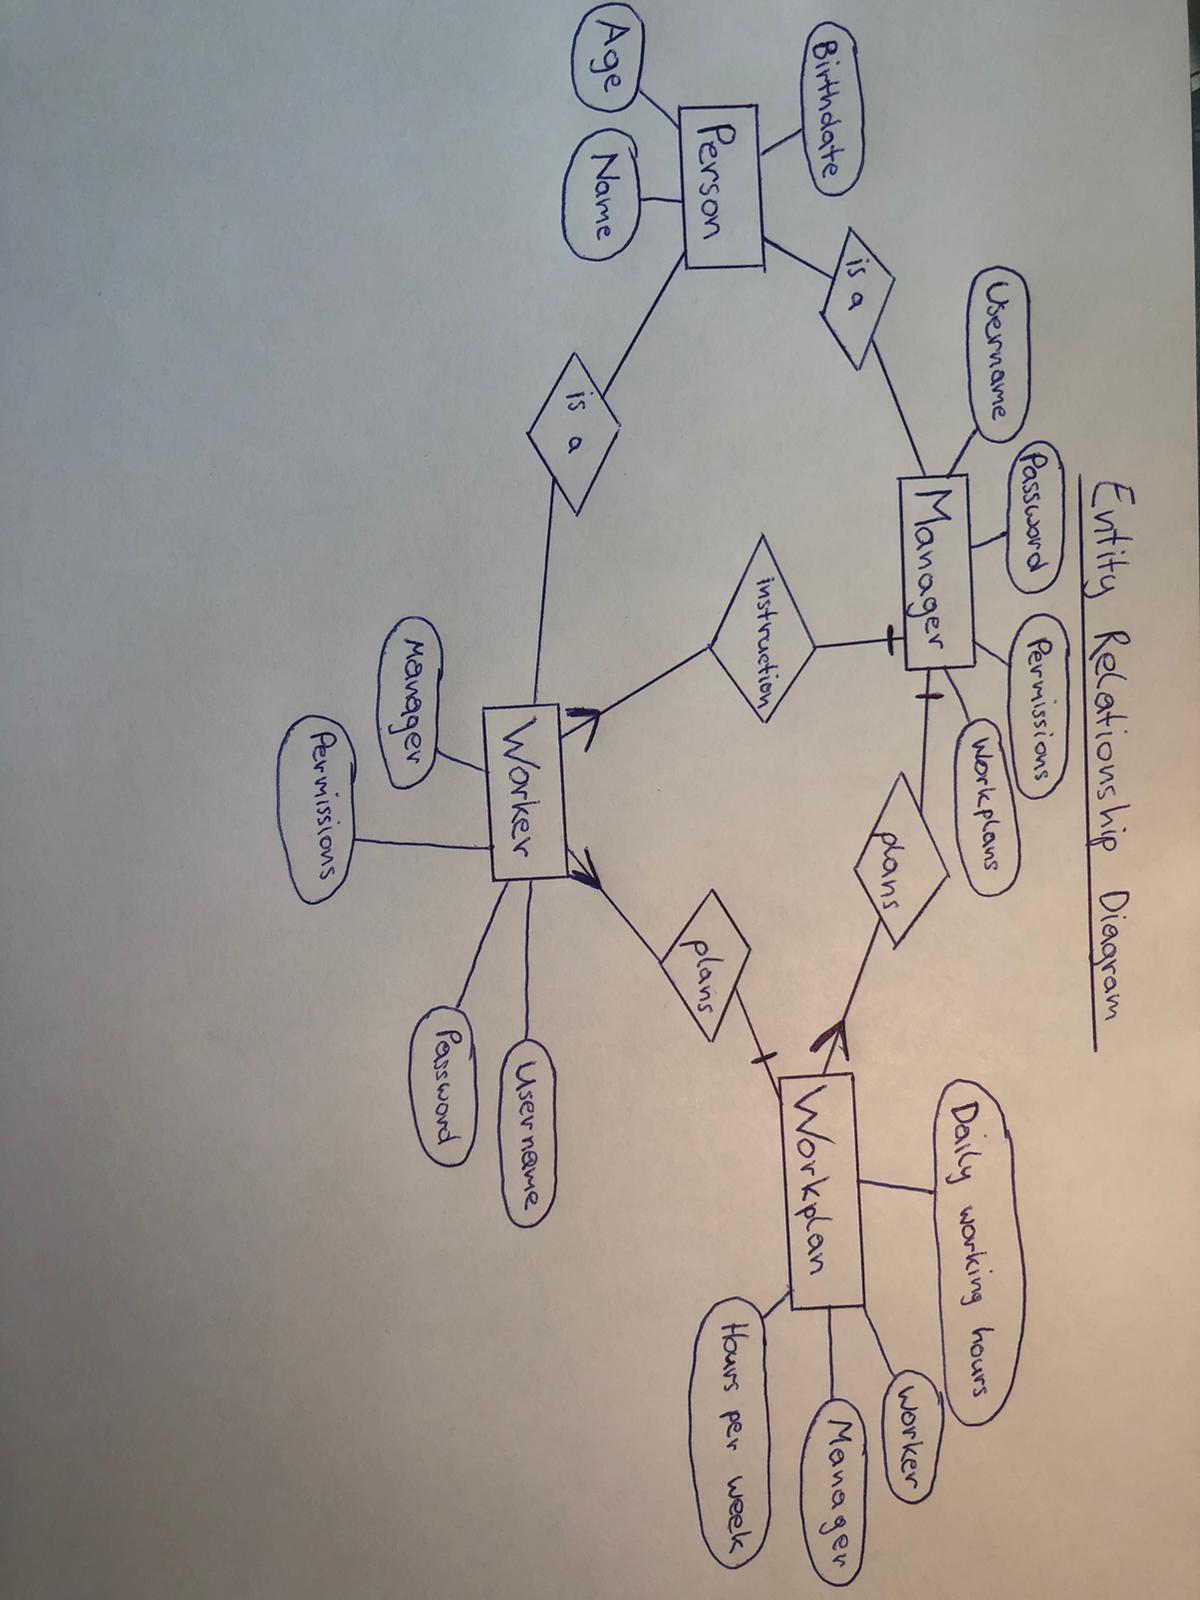 Entity Relationship Diagram
Username
Password
Permissions
Workplans
Manager
is a
Birthdate
Person
Age
Name
plans
instruction
is a
Daily working hours
Worker
Manager
Workplan
Hours per week
plans
Worker
Username
Password
Manager
Permissions